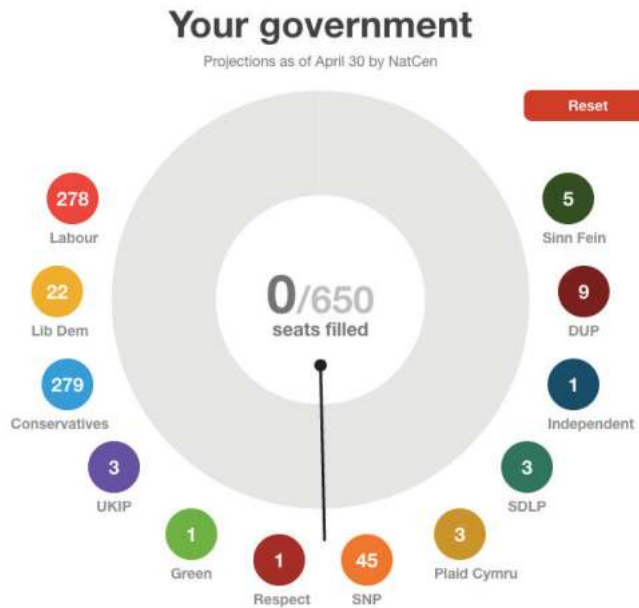 Your government
Projections as of April 30 by NatCen
Reset
278
Labour
5
Sinn Fein
22
Lib Dem
0/650
seats filled
9
DUP
279
Conservatives
1
Independent
3
UKIP
3
SDLP
1
Green
1
Respect
45
SNP
3
Plaid Cymru